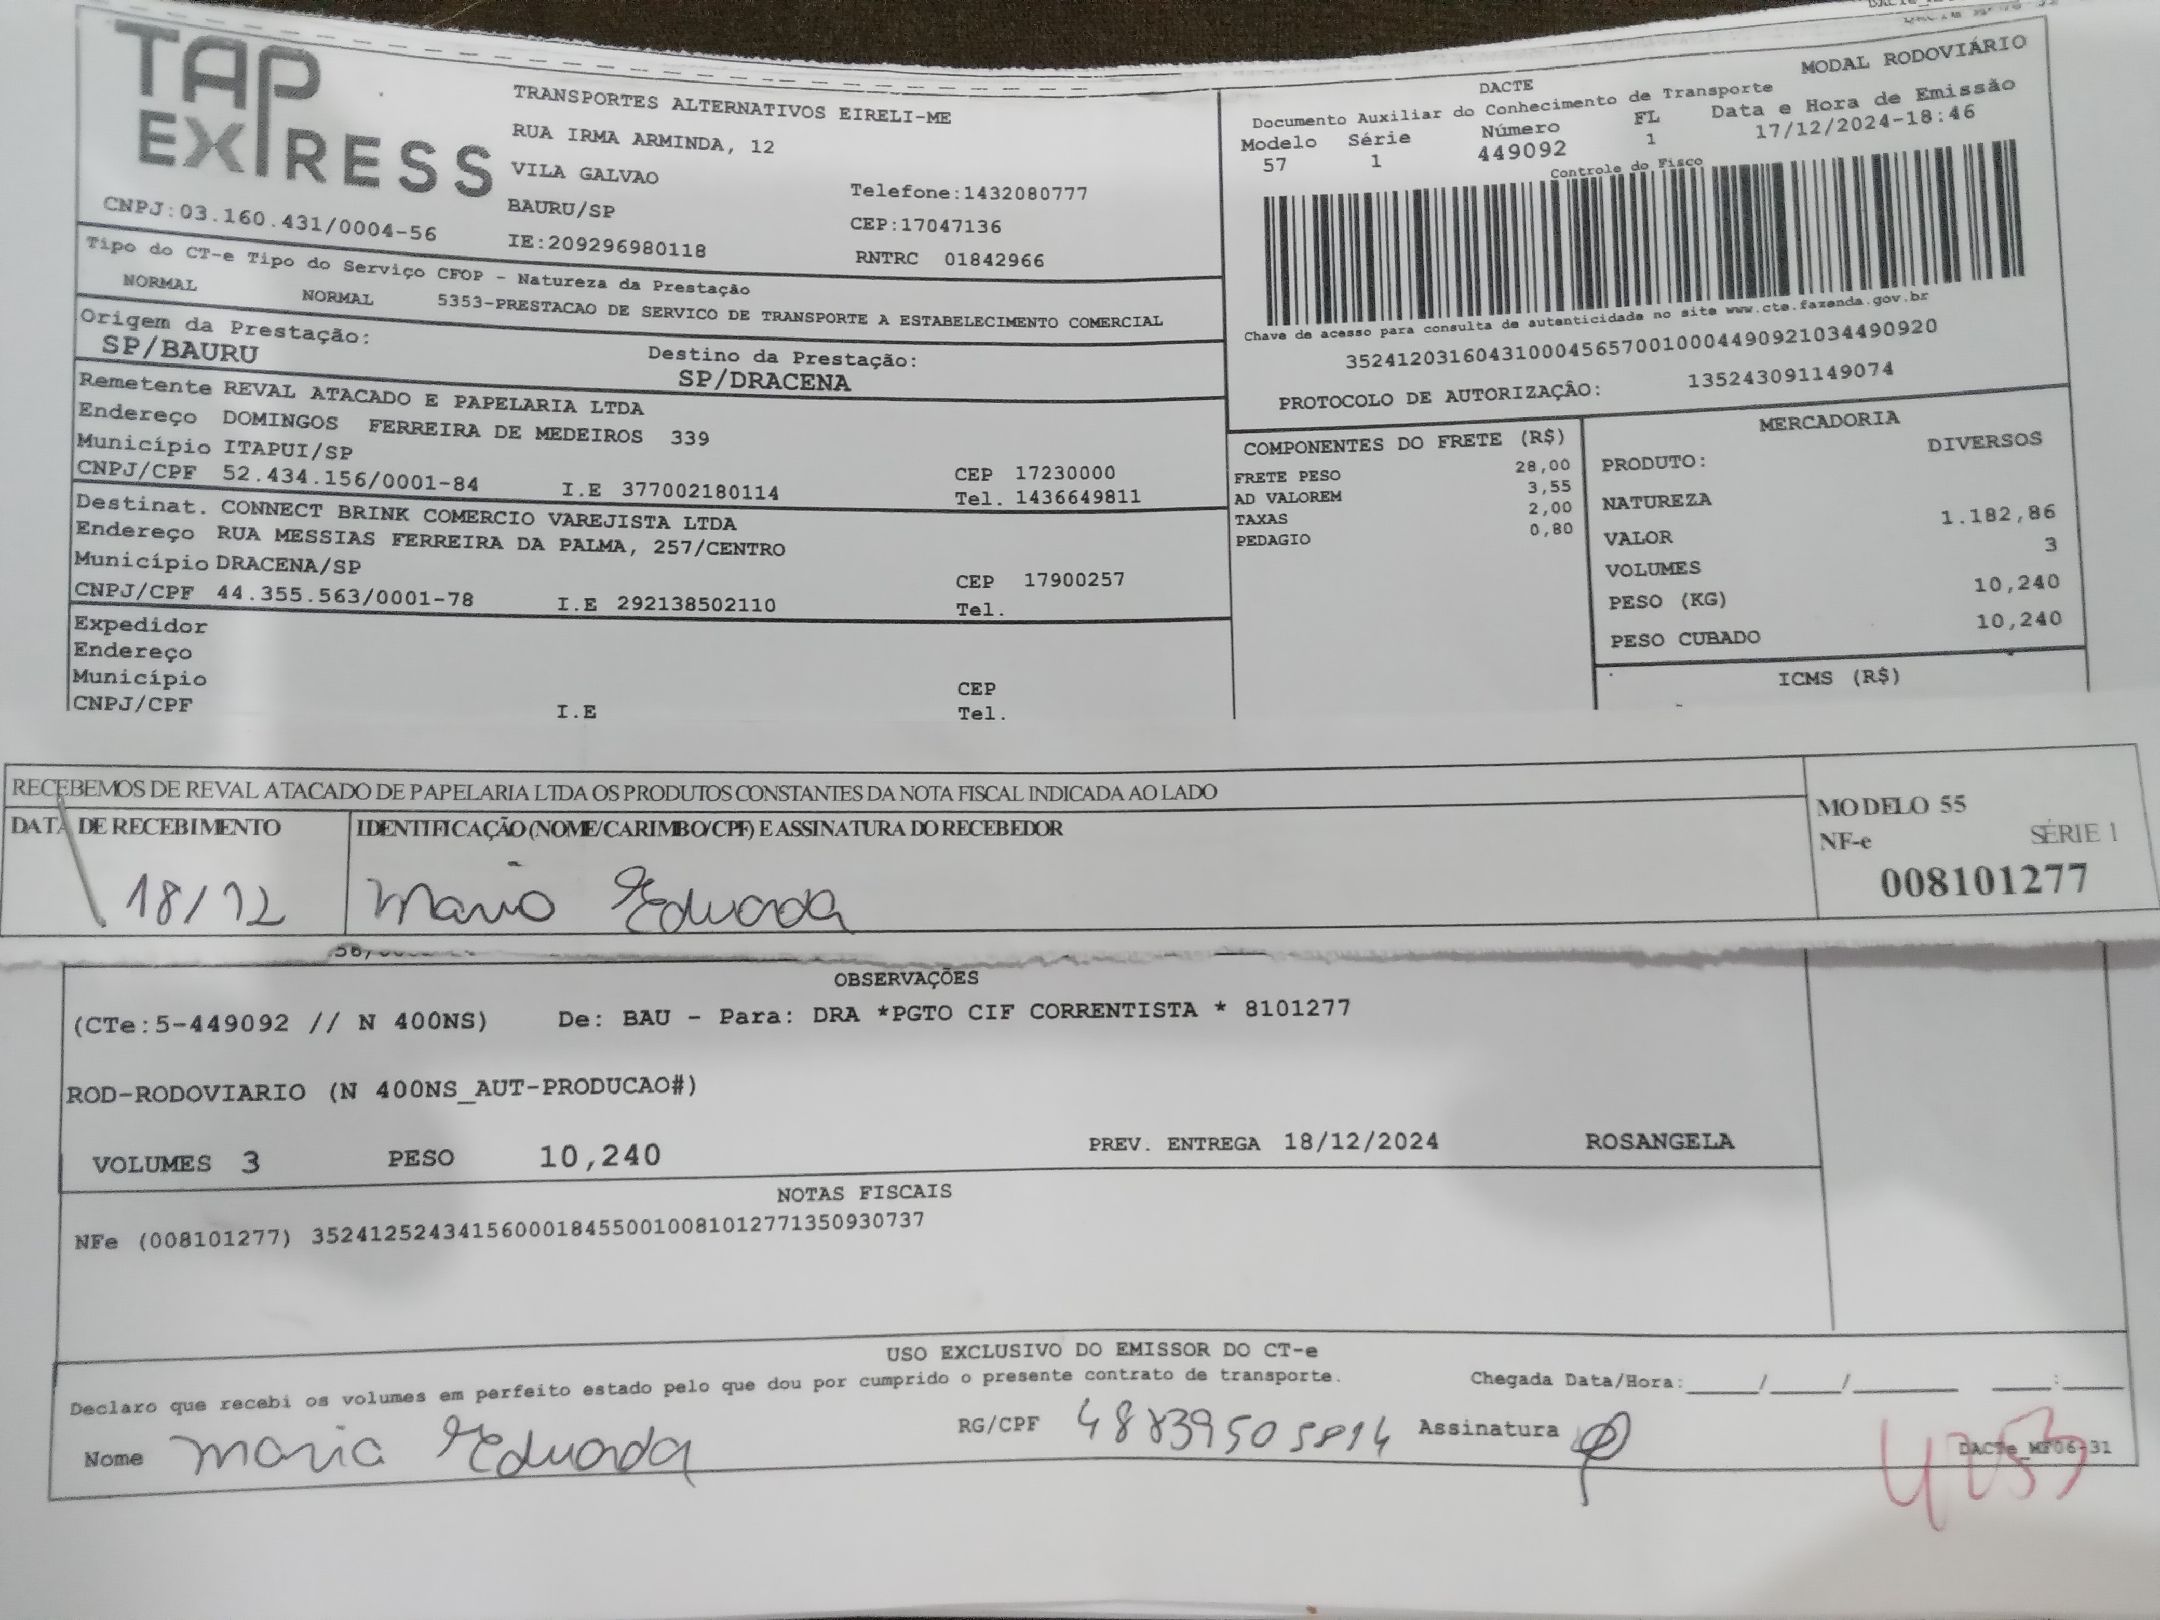 TAP
EXPRESS
CNPJ:03.160.431/0004-56
TRANSPORTES ALTERNATIVOS EIRELI-ME
RUA IRMA ARMINDA, 12
VILA GALVAO
BAURU/SP
IE:209296980118
Telefone:1432080777
CEP:17047136
RNTRC 01842966
MODAL RODOVIÁRIO
DACTE
Documento Auxiliar do Conhecimento de Transporte
Modelo Série Número FL Data e Hora de Emissão
57 1 449092 1 17/12/2024-18:46
Controle do Fisco
Chave de acesso para consulta de autenticidade no site www.cte.fazenda.gov.br
35241203160431000456570010004490921034490920
PROTOCOLO DE AUTORIZAÇÃO: 135243091149074
Tipo do CT-e Tipo do Serviço CFOP - Natureza da Prestação
NORMAL NORMAL 5353-PRESTACAO DE SERVICO DE TRANSPORTE A ESTABELECIMENTO COMERCIAL
Origem da Prestação: Destino da Prestação:
SP/BAURU SP/DRACENA
Remetente REVAL ATACADO E PAPELARIA LTDA
Endereço DOMINGOS FERREIRA DE MEDEIROS 339
Município ITAPUI/SP CEP 17230000
CNPJ/CPF 52.434.156/0001-84 I.E 377002180114 Tel. 1436649811
Destinat. CONNECT BRINK COMERCIO VAREJISTA LTDA
Endereço RUA MESSIAS FERREIRA DA PALMA, 257/CENTRO
Município DRACENA/SP CEP 17900257
CNPJ/CPF 44.355.563/0001-78 I.E 292138502110 Tel.
Expedidor
Endereço
Município CEP
CNPJ/CPF I.E Tel.
COMPONENTES DO FRETE (R$)
FRETE PESO 28,00
AD VALOREM 3,55
TAXAS 2,00
PEDAGIO 0,80
MERCADORIA
PRODUTO: DIVERSOS
NATUREZA
VALOR 1.182,86
VOLUMES 3
PESO (KG) 10,240
PESO CUBADO 10,240
ICMS (R$)
RECEBEMOS DE REVAL ATACADO DE PAPELARIA LTDA OS PRODUTOS CONSTANTES DA NOTA FISCAL INDICADA AO LADO
DATA DE RECEBIMENTO IDENTIFICAÇÃO (NOME/CARIMBO/CPF) E ASSINATURA DO RECEBEDOR
18/12 Maria Eduarda
MODELO 55
NF-e SÉRIE 1
008101277
OBSERVAÇÕES
(CTe:5-449092 // N 400NS) De: BAU - Para: DRA *PGTO CIF CORRENTISTA * 8101277
ROD-RODOVIARIO (N 400NS_AUT-PRODUCAO#)
VOLUMES 3 PESO 10,240 PREV. ENTREGA 18/12/2024 ROSANGELA
NOTAS FISCAIS
NFe (008101277) 35241252434156000184550010081012771350930737
USO EXCLUSIVO DO EMISSOR DO CT-e
Declaro que recebi os volumes em perfeito estado pelo que dou por cumprido o presente contrato de transporte. Chegada Data/Hora:____/____/______ ___:___
Nome Maria Eduarda RG/CPF 48839505814 Assinatura